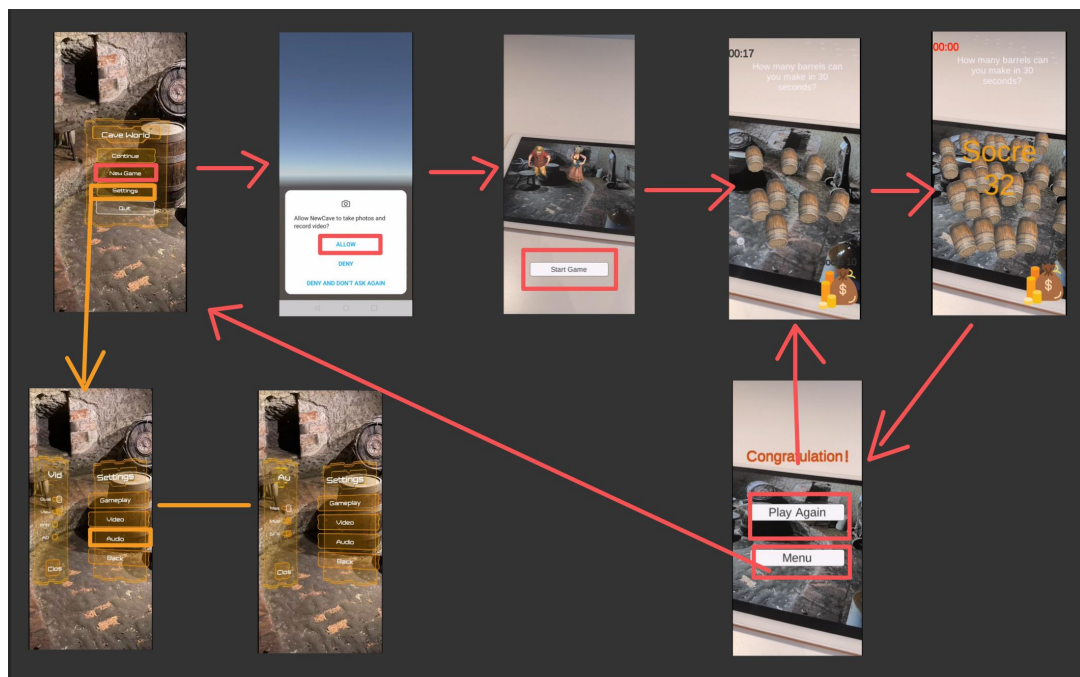 Cave World
Continue
New Game
Settings
Quit
Allow NewCave to take photos and
record video?
ALLOW
DENY
DENY AND DON'T ASK AGAIN
Start Game
00:17
How many barrels can
you make in 30
seconds?
00:00
How many barrels can
you make in 30
seconds?
Socre
32
Vid
Clos
Settings
Gameplay
Video
Audio
Back
Au
Clos
Settings
Gameplay
Video
Audio
Back
Congratulation!
Play Again
Menu